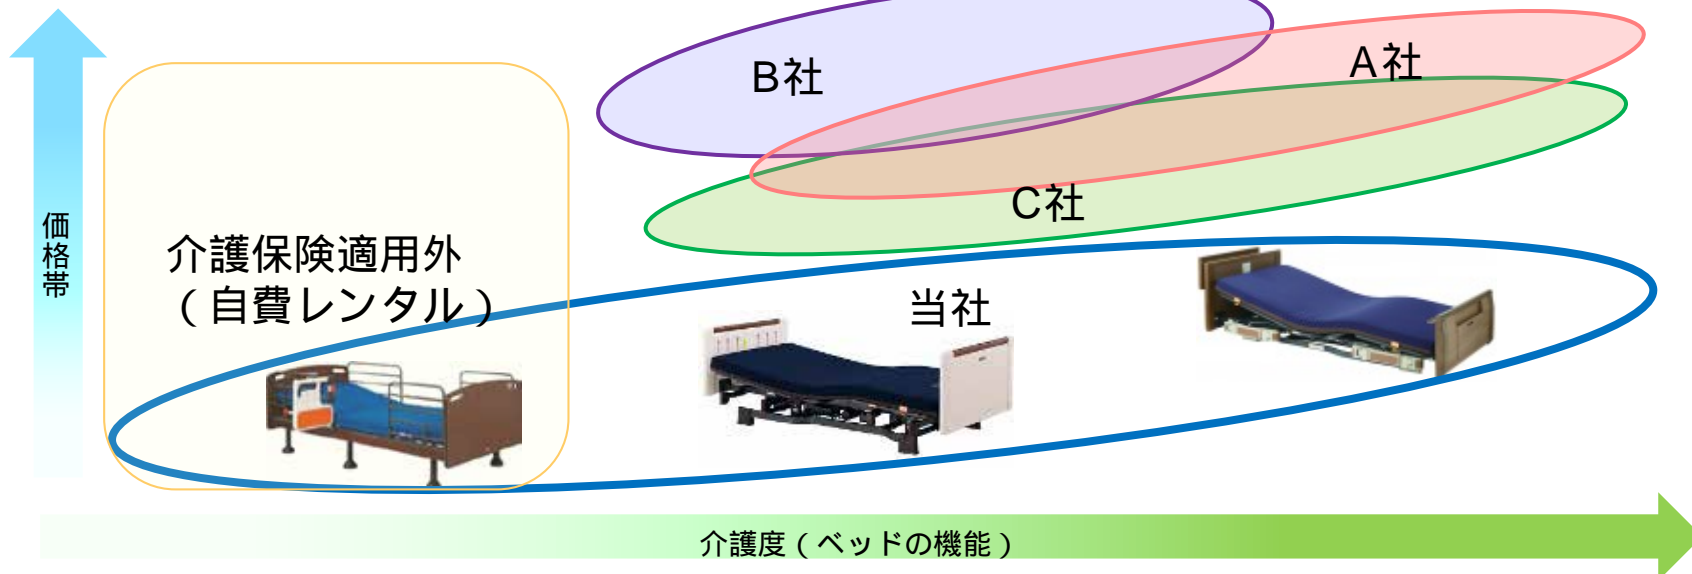 B社
A社
C社
価格帯
介護保険適用外
（自費レンタル）
当社
介護度（ベッドの機能）